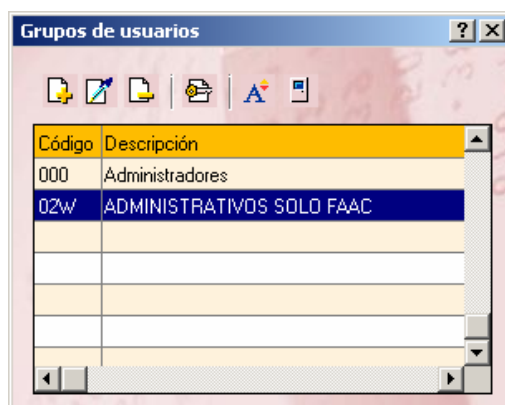 Grupos de usuarios
Código Descripción
000 Administradores
02W ADMINISTRATIVOS SOLO FAAC